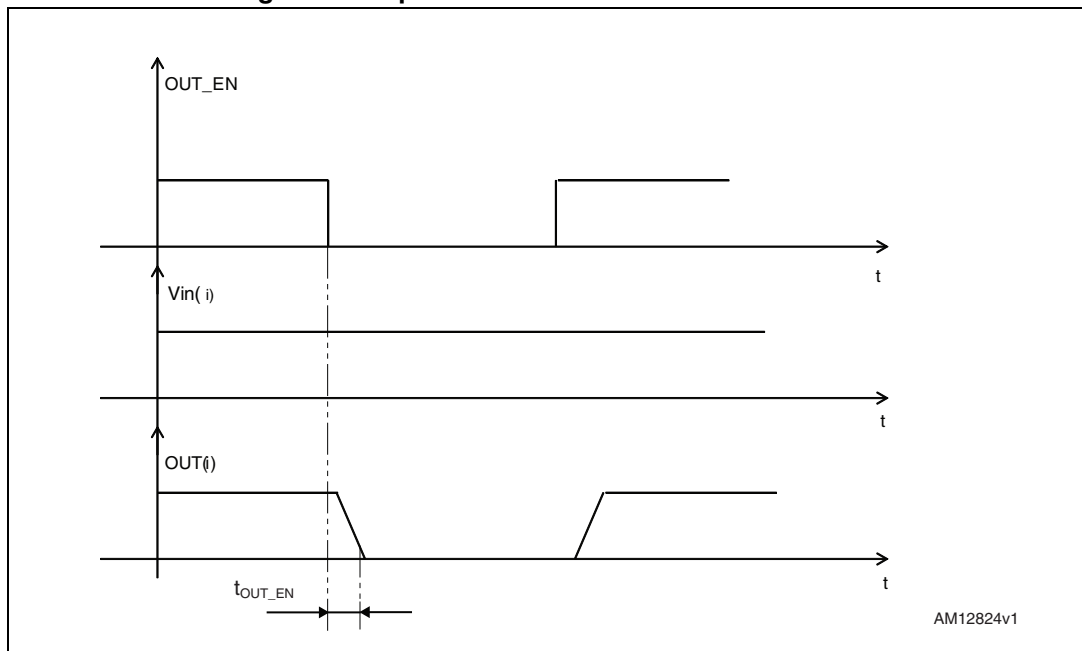 OUT_EN
t
Vin( i)
t
OUT(i)
t
tOUT_EN
AM12824v1